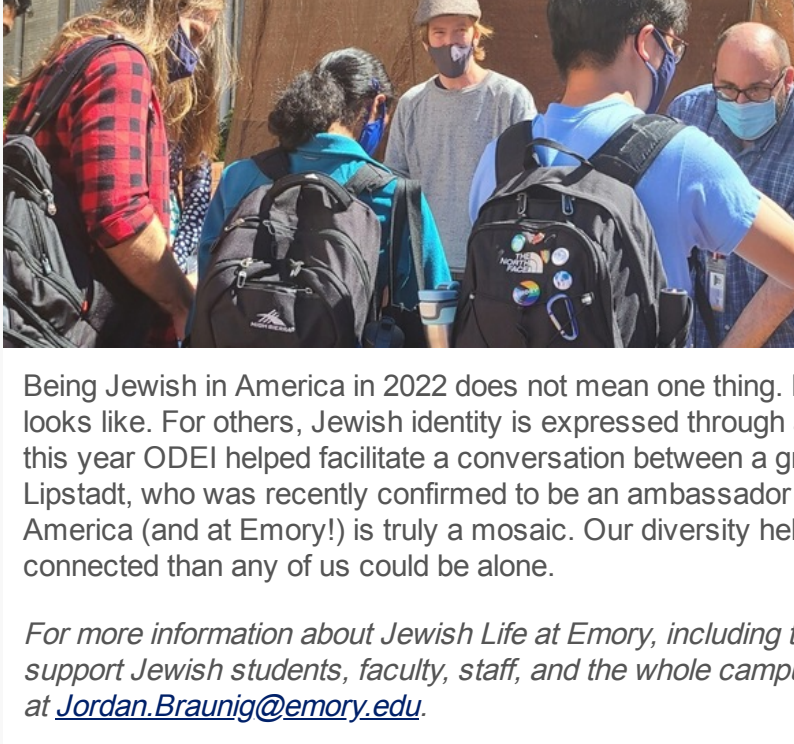 HIGH SIERRA
THE
NORTH
FACE
Being Jewish in America in 2022 does not mean one thing.
looks like. For others, Jewish identity is expressed through
this year ODEI helped facilitate a conversation between a
Lipstadt, who was recently confirmed to be an ambassador
America (and at Emory!) is truly a mosaic. Our diversity
connected than any of us could be alone.
For more information about Jewish Life at Emory, including
support Jewish students, faculty, staff, and the whole
at Jordan.Braunig@emory.edu.